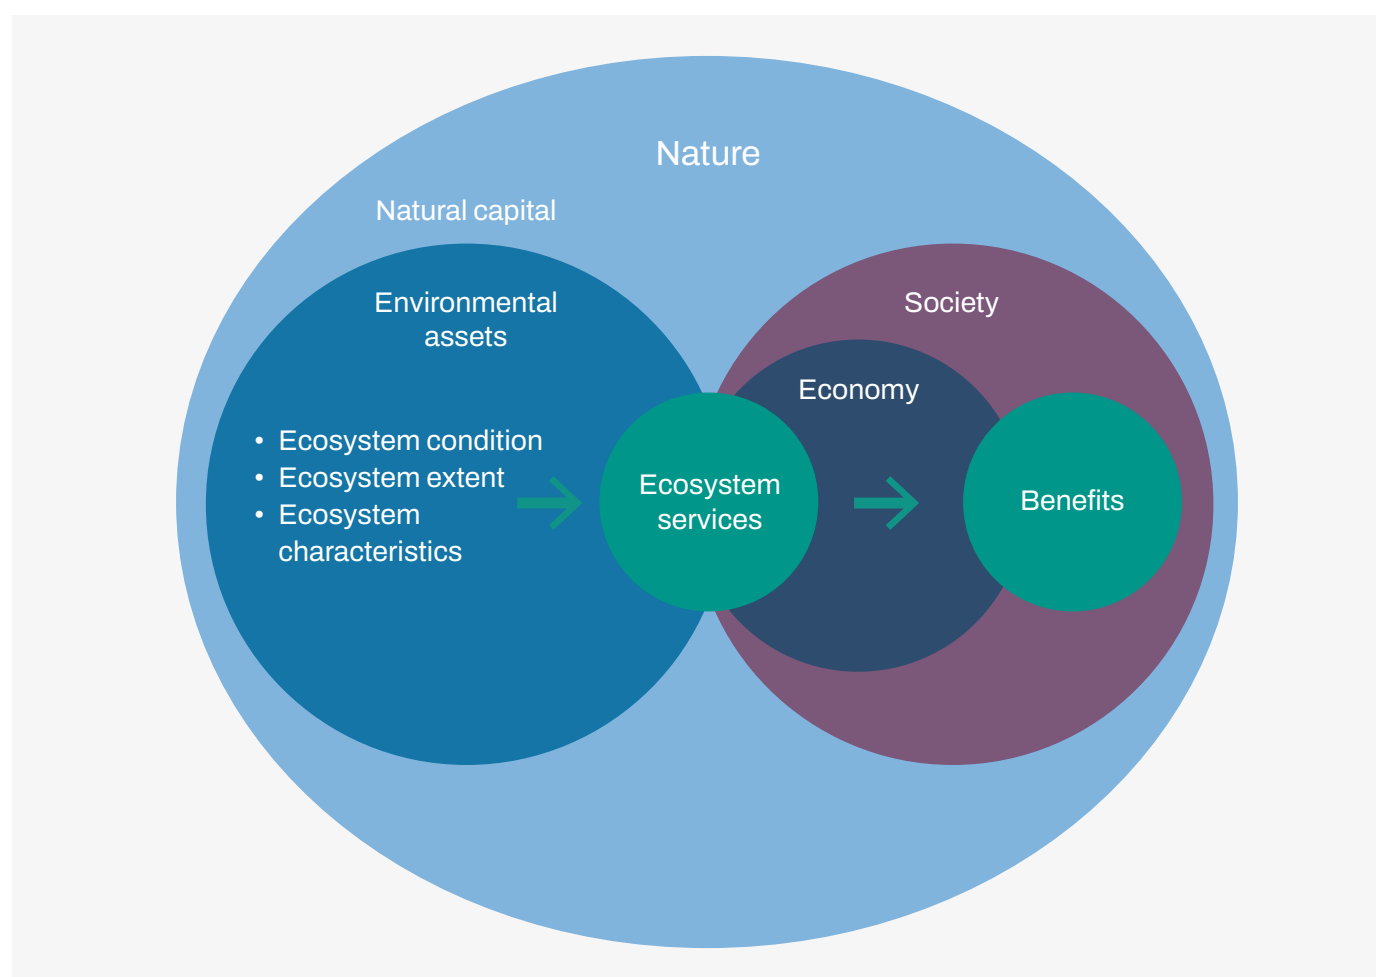 Nature
Natural capital
Environmental
assets
• Ecosystem condition
• Ecosystem extent
• Ecosystem
characteristics
Ecosystem
services
Society
Economy
Benefits